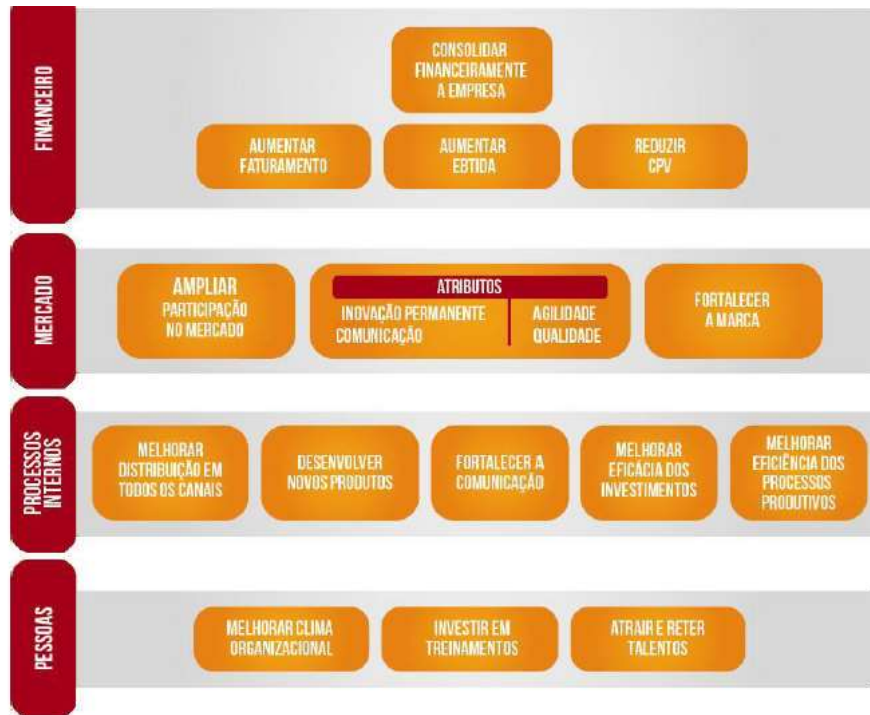 FINANCEIRO
CONSOLIDAR
FINANCEIRAMENTE
A EMPRESA
AUMENTAR
FATURAMENTO
AUMENTAR
EBTIDA
REDUZIR
CPV
MERCADO
AMPLIAR
PARTICIPAÇÃO
NO MERCADO
ATRIBUTOS
INOVAÇÃO PERMANENTE
COMUNICAÇÃO
AGILIDADE
QUALIDADE
FORTALECER
A MARCA
PROCESSOS
INTERNOS
MELHORAR
DISTRIBUIÇÃO EM
TODOS OS CANAIS
DESENVOLVER
NOVOS PRODUTOS
FORTALECER A
COMUNICAÇÃO
MELHORAR
EFICÁCIA DOS
INVESTIMENTOS
MELHORAR
EFICIÊNCIA DOS
PROCESSOS
PRODUTIVOS
PESSOAS
MELHORAR CLIMA
ORGANIZACIONAL
INVESTIR EM
TREINAMENTOS
ATRAIR E RETER
TALENTOS